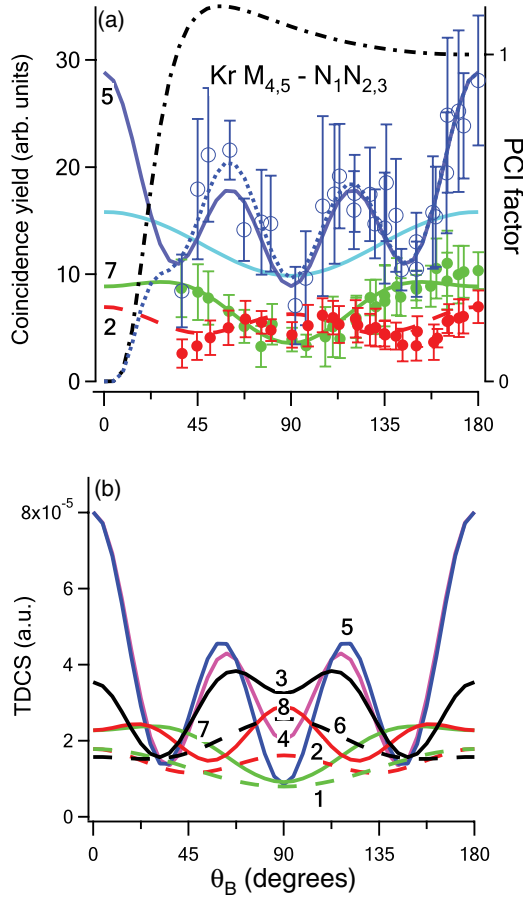 (a)
Kr M4,5 - N1N2,3
Coincidence yield (arb. units)
30
20
10
0
5
7
2
PCI factor
1
0
0 45 90 135 180
(b)
TDCS (a.u.)
8x10-5
6
4
2
0
5
3
8
7
6
4
2
1
0 45 90 135 180
θB (degrees)